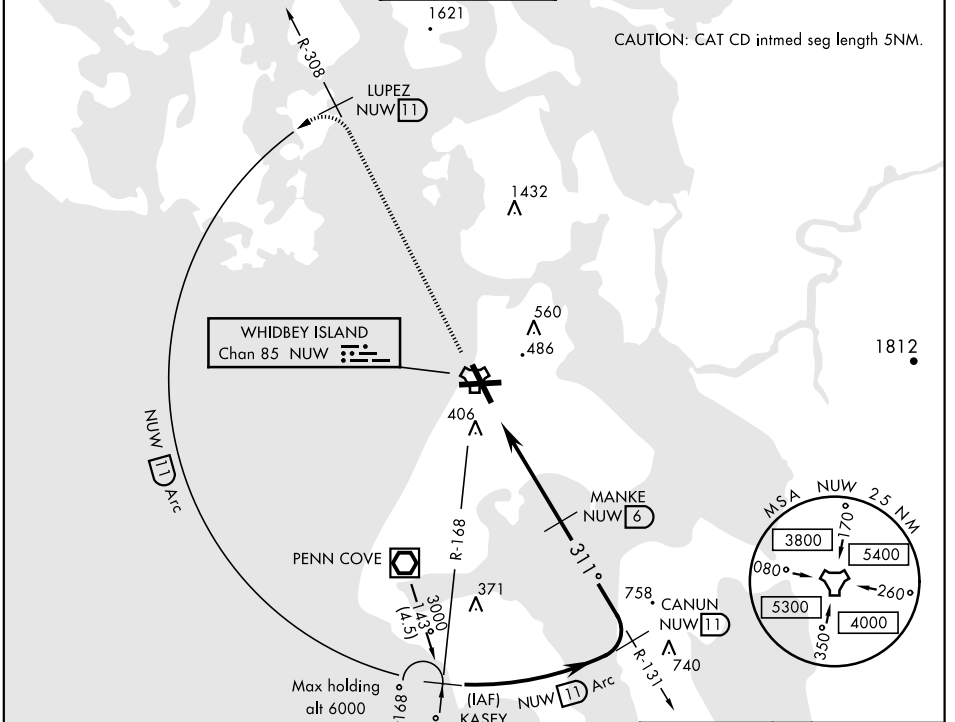 1621
CAUTION: CAT CD intmed seg length 5NM.
R-308
LUPEZ
NUW 11
1432
WHIDBEY ISLAND
Chan 85 NUW
560
486
1812
406
NUW 11 Arc
MANKE
NUW 6
MSA NUW 25 NM
3800
170°
5400
080°
260°
5300
4000
350°
R-168
311°
PENN COVE
3000
143°
(4.5)
371
758
CANUN
NUW 11
740
R-131
Max holding
alt 6000
168°
(IAF)
KASEY
NUW 11 Arc